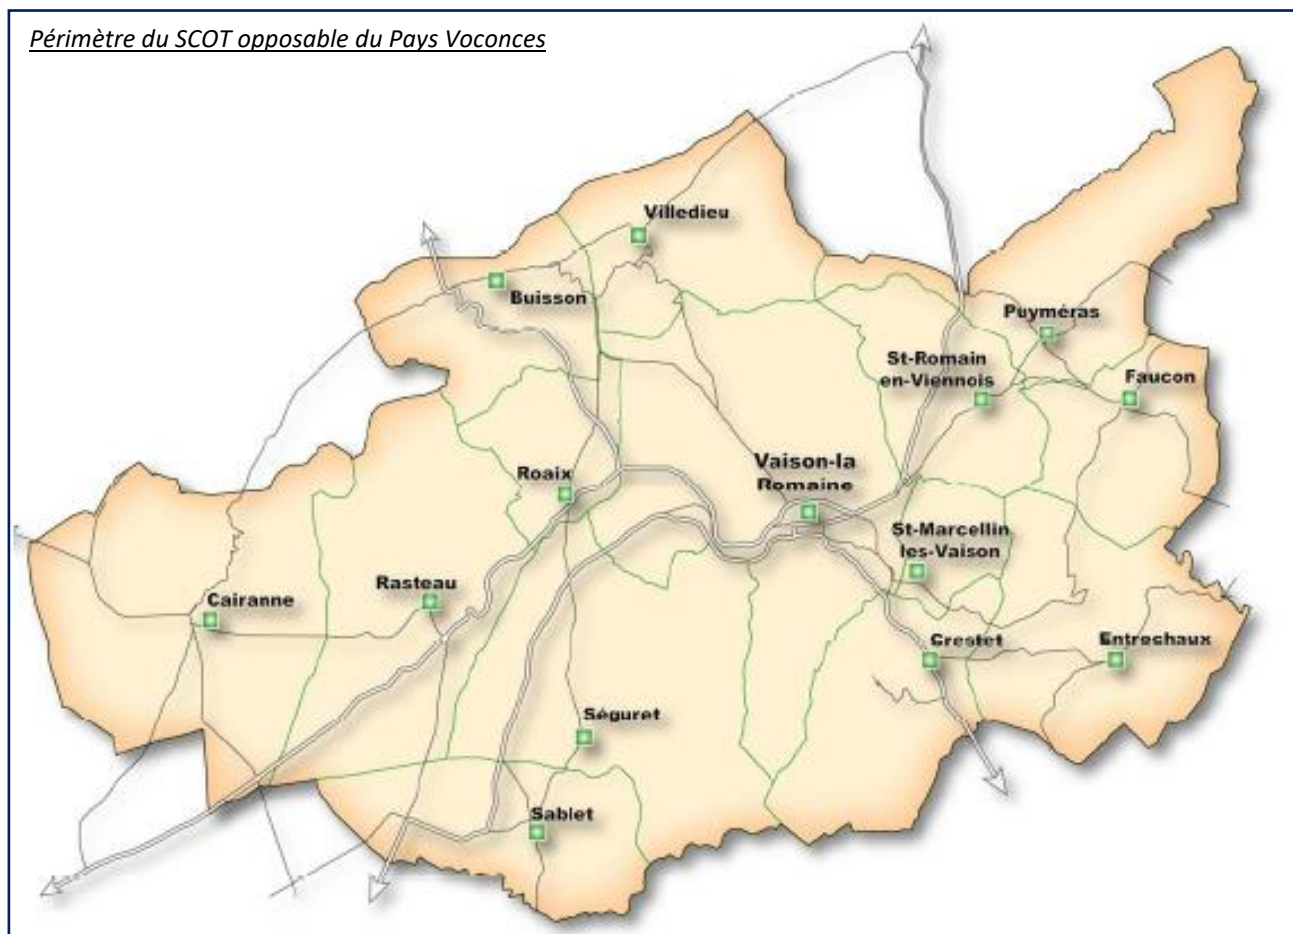 Périmètre du SCOT opposable du Pays Voconces
Villedieu
Buisson
Puyméras
St-Romain
en-Viennois
Faucon
Vaison-la
Romaine
Roaix
St-Marcellin
les-Vaison
Rasteau
Cairanne
Crestet
Entrechaux
Séguret
Sablet